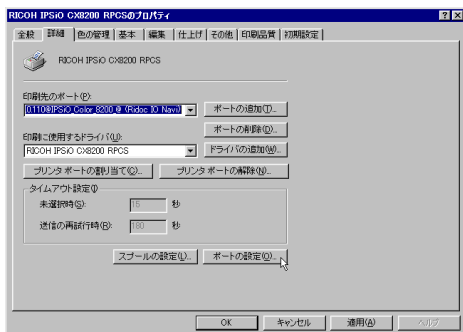 RICOH IPSiO CX8200 RPCSのプロパティ
全般 詳細 色の管理 基本 編集 仕上げ その他 印刷品質 初期設定
RICOH IPSiO CX8200 RPCS
印刷先のポート(P):
0.110@IPSiO_Color_8200_@ (Ridoc IO Navi) ポートの追加(T)...
ポートの削除(D)...
印刷に使用するドライバ(U):
RICOH IPSiO CX8200 RPCS ドライバの追加(W)...
プリンタ ポートの割り当て(C)... プリンタ ポートの解除(N)...
タイムアウト設定
未選択時(S): 15 秒
送信の再試行時(R): 180 秒
スプールの設定(L)... ポートの設定(O)...
OK キャンセル 適用(A) ヘルプ